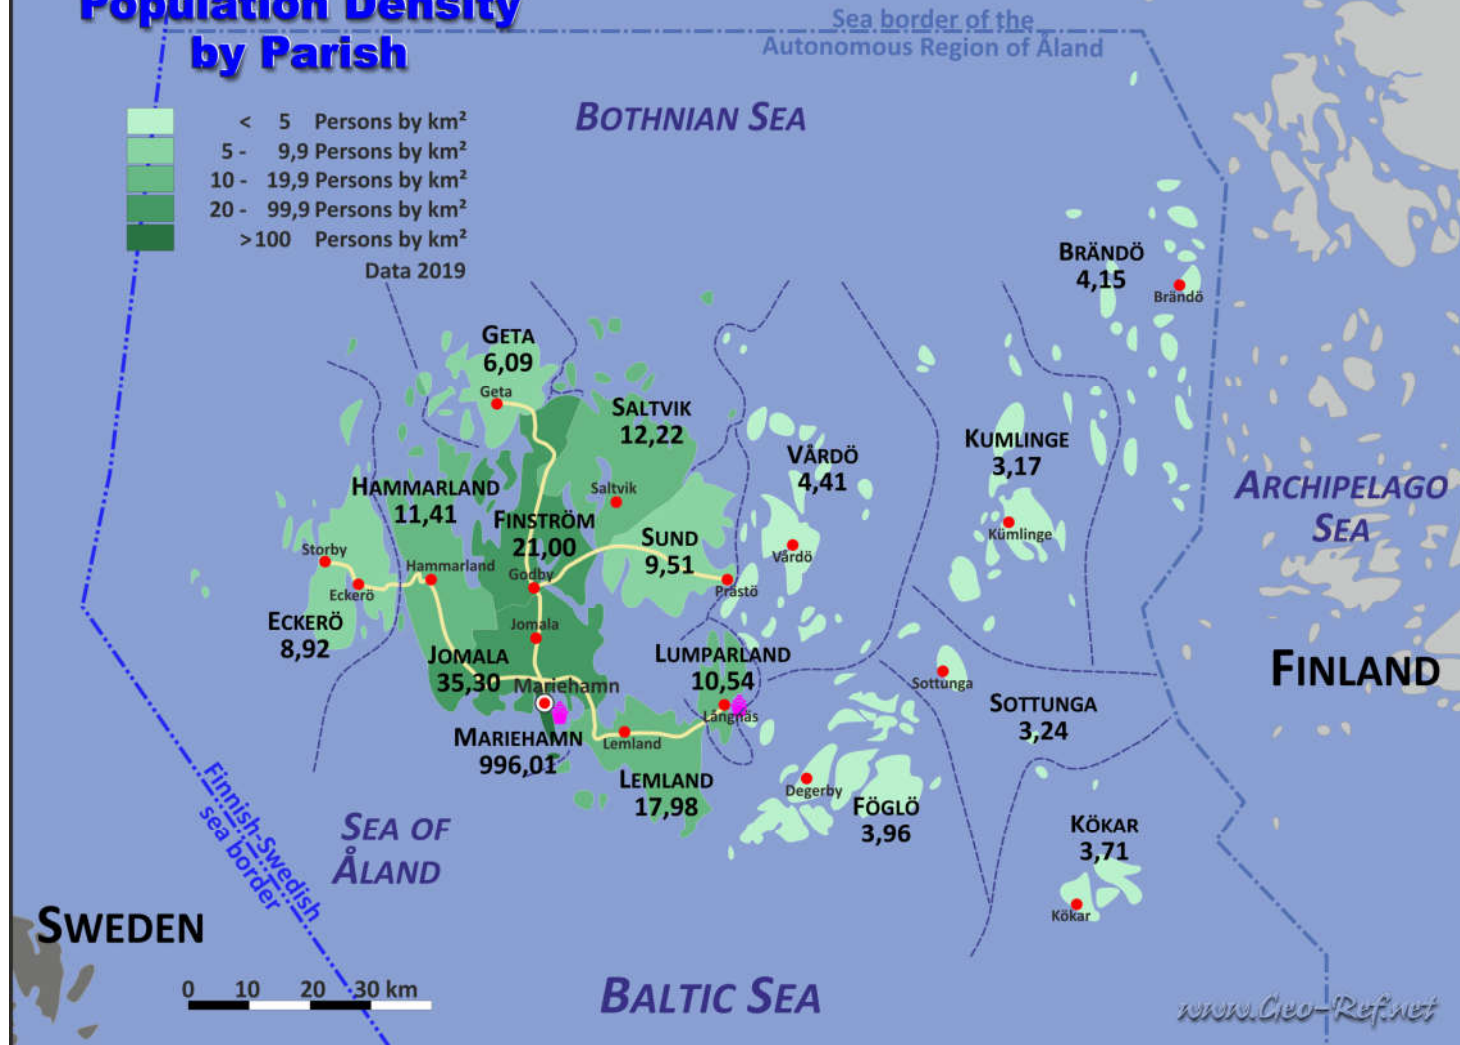 Population Density
by Parish
Sea border of the
Autonomous Region of Åland
< 5 Persons by km²
5 - 9,9 Persons by km²
10 - 19,9 Persons by km²
20 - 99,9 Persons by km²
>100 Persons by km²
Data 2019
BOTHNIAN SEA
BRÄNDÖ
4,15
Brändö
GETA
6,09
Geta
SALTVIK
12,22
Saltvik
VÅRDÖ
4,41
Vårdö
KUMLINGE
3,17
Kümlinge
ARCHIPELAGO
SEA
HAMMARLAND
11,41
Hammarland
FINSTRÖM
21,00
Godby
SUND
9,51
Prästö
Storby
Eckerö
ECKERÖ
8,92
Jomala
JOMALA
35,30
Mariehamn
LUMPARLAND
10,54
Långnäs
FINLAND
Sottunga
SOTTUNGA
3,24
MARIEHAMN
996,01
Lemland
LEMLAND
17,98
Degerby
FÖGLÖ
3,96
KÖKAR
3,71
Kökar
Finnish-Swedish
sea border
SEA OF
ÅLAND
SWEDEN
0 10 20 30 km
BALTIC SEA
www.Geo-Ref.net